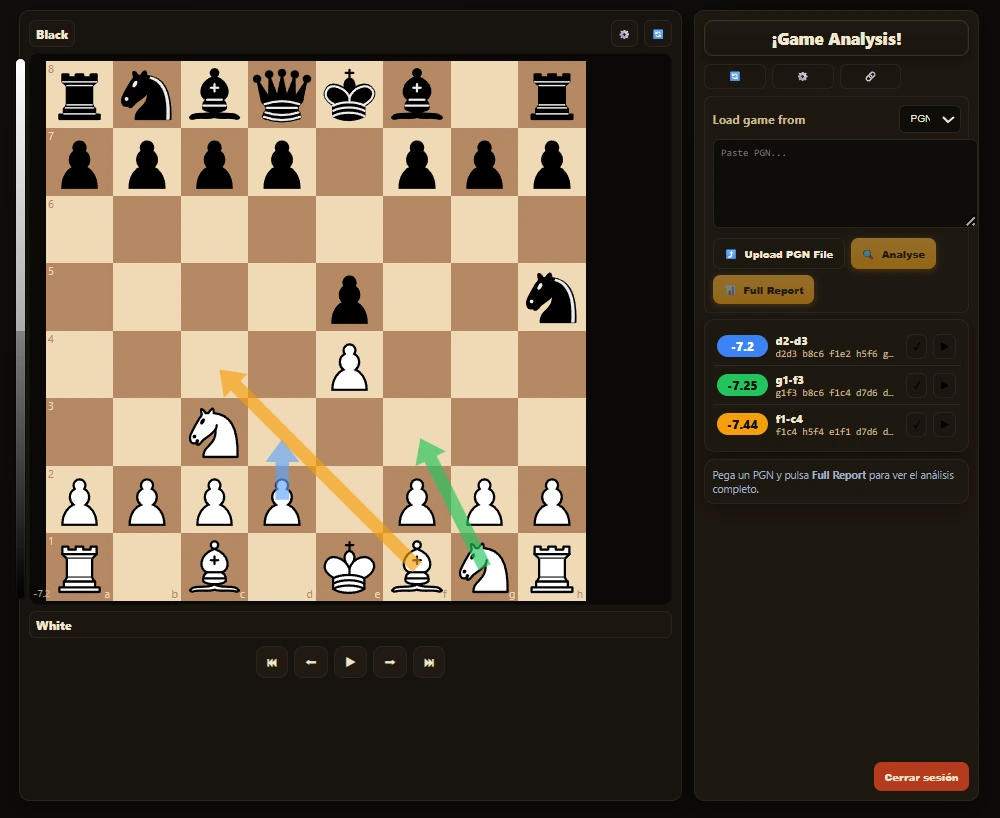 Black
8
7
6
5
4
3
2
1
-7.2
a
b
c
d
e
f
g
h
White
¡Game Analysis!
Load game from
PGN
Paste PGN...
Upload PGN File
Analyse
Full Report
-7.2
d2-d3
d2d3 b8c6 f1e2 h5f6 g…
-7.25
g1-f3
g1f3 b8c6 f1c4 d7d6 d…
-7.44
f1-c4
f1c4 h5f4 e1f1 d7d6 d…
Pega un PGN y pulsa Full Report para ver el análisis
completo.
Cerrar sesión